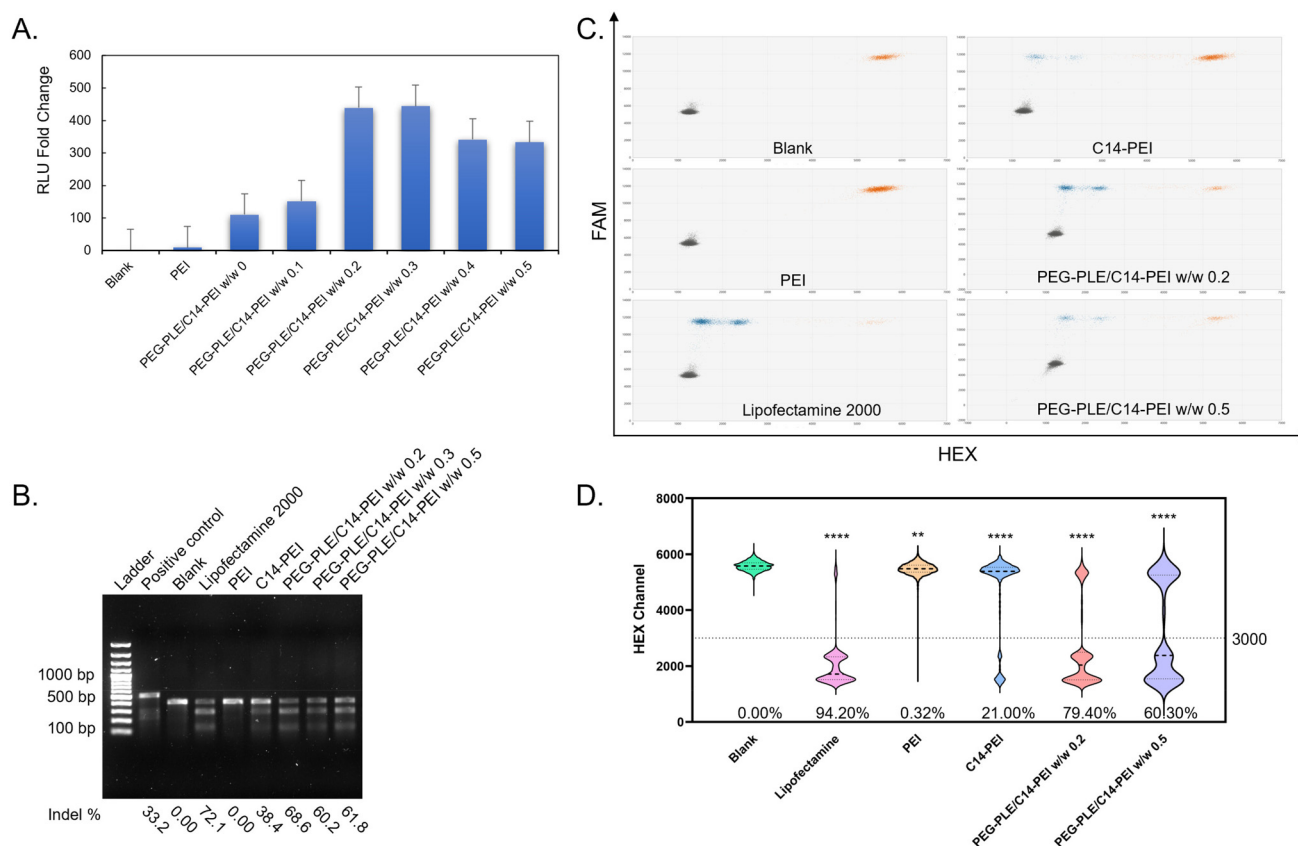 A.
RLU Fold Change
600
500
400
300
200
100
0
Blank
PEI
PEG-PLE/C14-PEI w/w 0
PEG-PLE/C14-PEI w/w 0.1
PEG-PLE/C14-PEI w/w 0.2
PEG-PLE/C14-PEI w/w 0.3
PEG-PLE/C14-PEI w/w 0.4
PEG-PLE/C14-PEI w/w 0.5
B.
Ladder
Positive control
Blank
Lipofectamine 2000
PEI
C14-PEI
PEG-PLE/C14-PEI w/w 0.2
PEG-PLE/C14-PEI w/w 0.3
PEG-PLE/C14-PEI w/w 0.5
1000 bp
500 bp
100 bp
Indel % 33.2 0.00 72.1 0.00 38.4 68.6 60.2 61.8
C.
FAM
Blank
C14-PEI
PEI
PEG-PLE/C14-PEI w/w 0.2
Lipofectamine 2000
PEG-PLE/C14-PEI w/w 0.5
HEX
D.
HEX Channel
8000
6000
4000
2000
0
**** ** **** **** ****
3000
0.00% 94.20% 0.32% 21.00% 79.40% 60.30%
Blank
Lipofectamine
PEI
C14-PEI
PEG-PLE/C14-PEI w/w 0.2
PEG-PLE/C14-PEI w/w 0.5